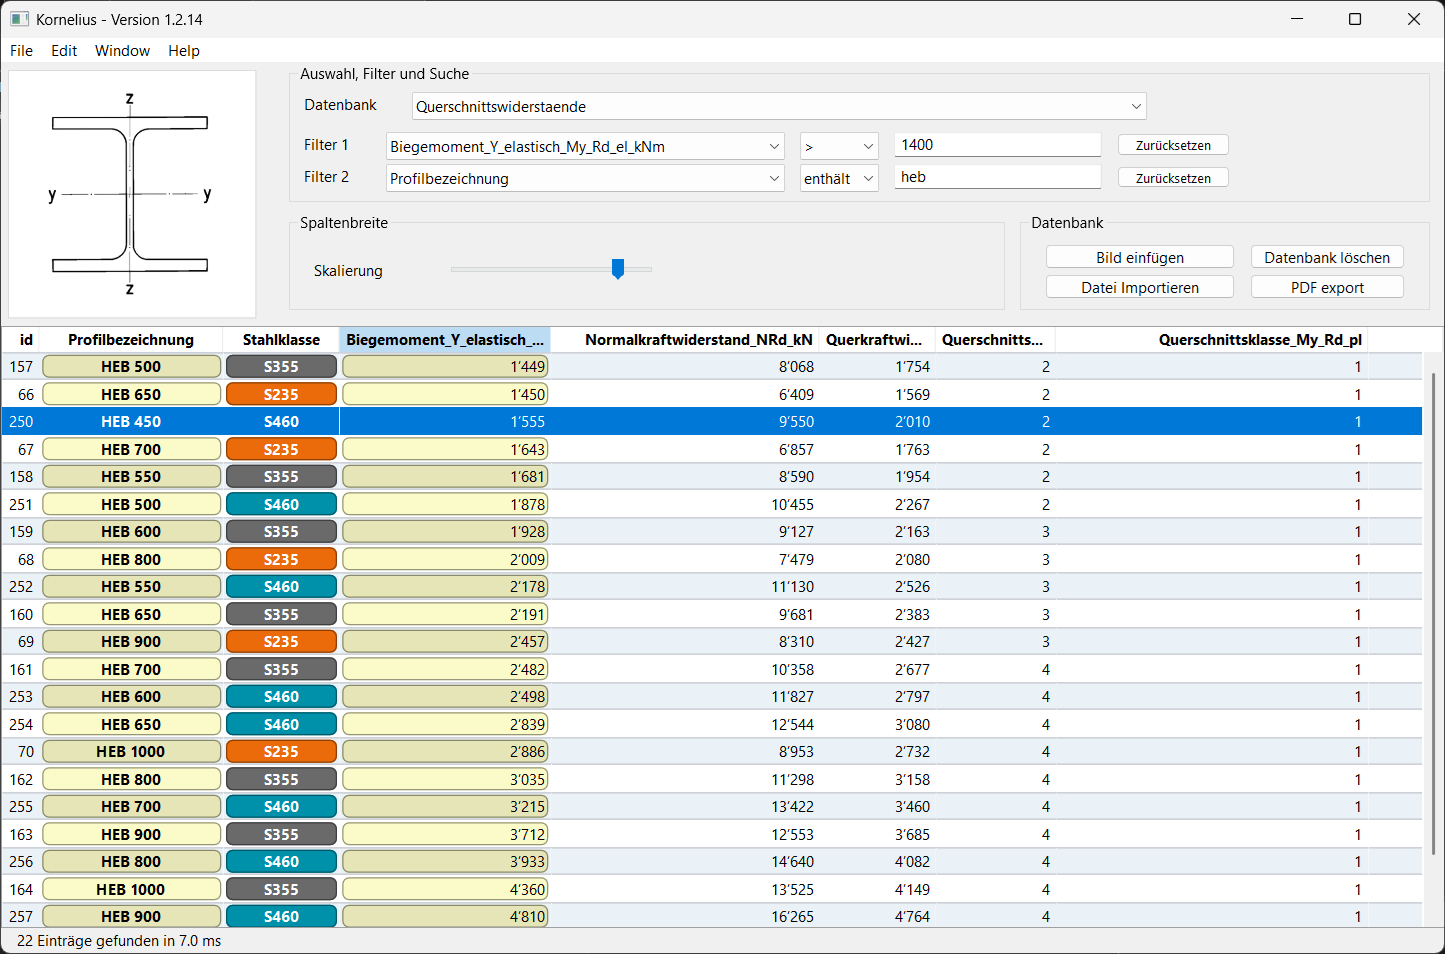 Kornelius - Version 1.2.14
File Edit Window Help
z
y y
z
Auswahl, Filter und Suche
Datenbank Querschnittswiderstaende
Filter 1 Biegemoment_Y_elastisch_My_Rd_el_kNm > 1400 Zurücksetzen
Filter 2 Profilbezeichnung enthält heb Zurücksetzen
Spaltenbreite
Skalierung
Datenbank
Bild einfügen Datenbank löschen
Datei Importieren PDF export
id Profilbezeichnung Stahlklasse Biegemoment_Y_elastisch_... Normalkraftwiderstand_NRd_kN Querkraftwi... Querschnitts... Querschnittsklasse_My_Rd_pl
157 HEB 500 S355 1'449 8'068 1'754 2 1
66 HEB 650 S235 1'450 6'409 1'569 2 1
250 HEB 450 S460 1'555 9'550 2'010 2 1
67 HEB 700 S235 1'643 6'857 1'763 2 1
158 HEB 550 S355 1'681 8'590 1'954 2 1
251 HEB 500 S460 1'878 10'455 2'267 2 1
159 HEB 600 S355 1'928 9'127 2'163 3 1
68 HEB 800 S235 2'009 7'479 2'080 3 1
252 HEB 550 S460 2'178 11'130 2'526 3 1
160 HEB 650 S355 2'191 9'681 2'383 3 1
69 HEB 900 S235 2'457 8'310 2'427 3 1
161 HEB 700 S355 2'482 10'358 2'677 4 1
253 HEB 600 S460 2'498 11'827 2'797 4 1
254 HEB 650 S460 2'839 12'544 3'080 4 1
70 HEB 1000 S235 2'886 8'953 2'732 4 1
162 HEB 800 S355 3'035 11'298 3'158 4 1
255 HEB 700 S460 3'215 13'422 3'460 4 1
163 HEB 900 S355 3'712 12'553 3'685 4 1
256 HEB 800 S460 3'933 14'640 4'082 4 1
164 HEB 1000 S355 4'360 13'525 4'149 4 1
257 HEB 900 S460 4'810 16'265 4'764 4 1
22 Einträge gefunden in 7.0 ms